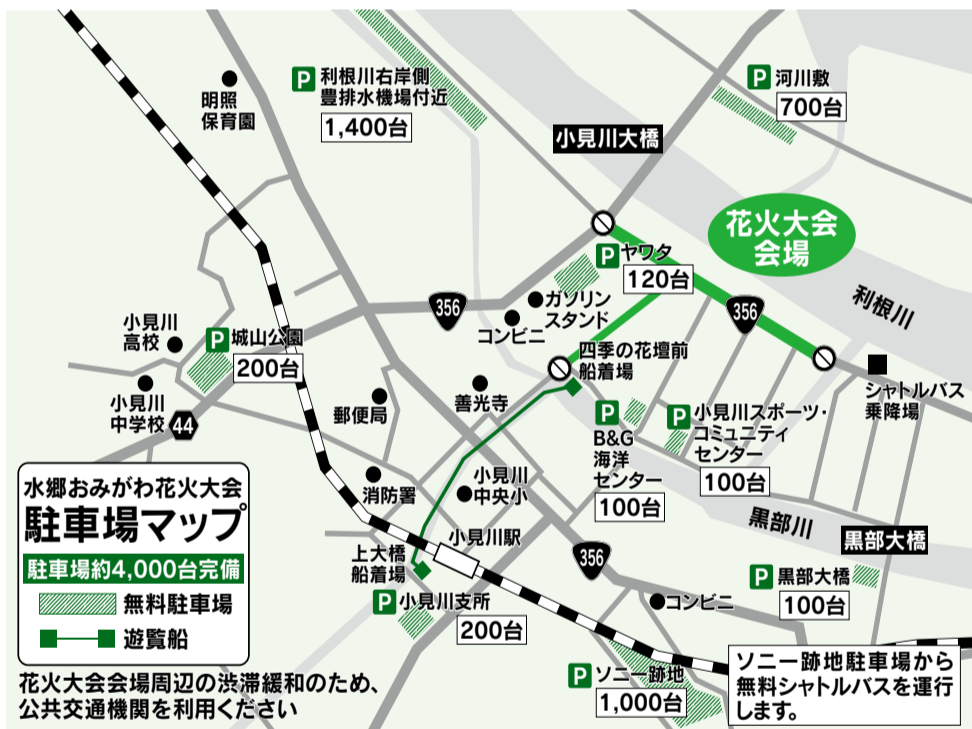 明照
保育園
P 利根川右岸側
豊排水機場付近
1,400台
P 河川敷
700台
小見川大橋
花火大会
会場
P ヤワタ
120台
ガソリン
スタンド
コンビニ
356
356
利根川
小見川
高校
P 城山公園
200台
小見川
中学校
44
郵便局
善光寺
四季の花壇前
船着場
シャトルバス
乗降場
P
B&G
海洋
センター
100台
P 小見川スポーツ・
コミュニティ
センター
100台
消防署
小見川
中央小
黒部川
黒部大橋
小見川駅
上大橋
船着場
356
P 黒部大橋
100台
コンビニ
P 小見川支所
200台
P ソニー跡地
1,000台
ソニー跡地駐車場から
無料シャトルバスを運行
します。
水郷おみがわ花火大会
駐車場マップ
駐車場約4,000台完備
無料駐車場
遊覧船
花火大会会場周辺の渋滞緩和のため、
公共交通機関を利用ください